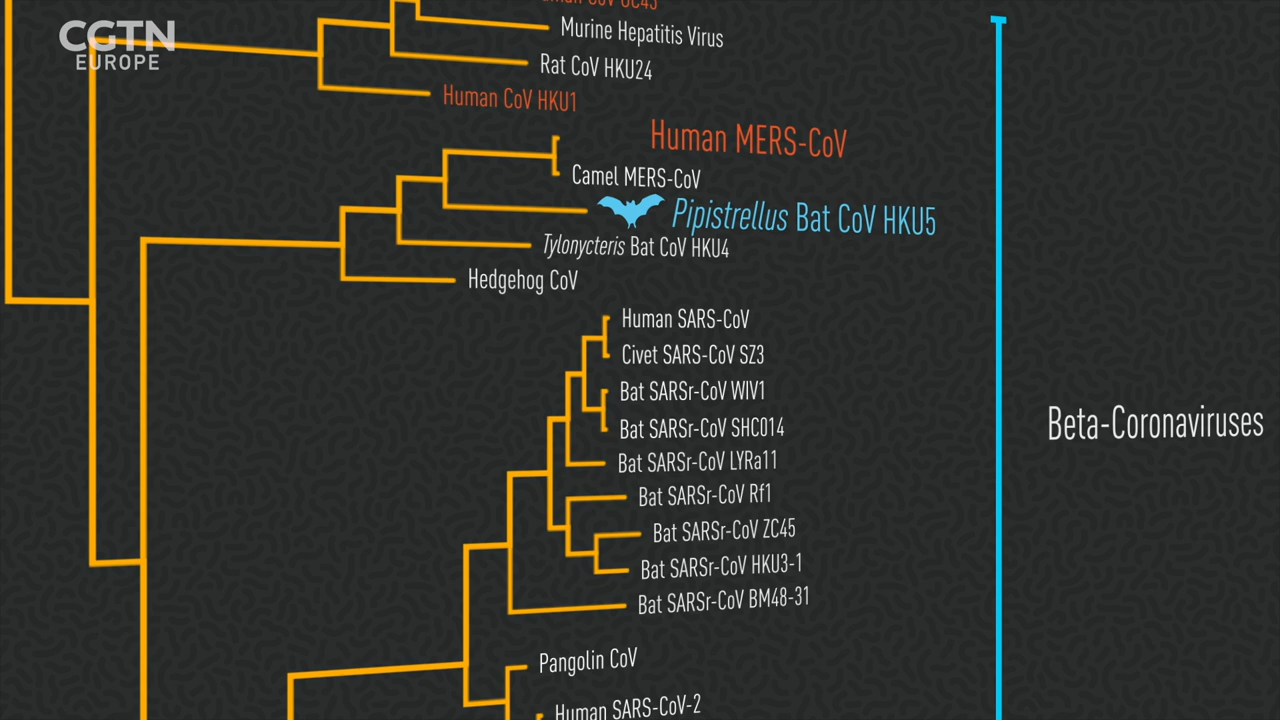 CGTN
EUROPE
Human CoV OC43
Murine Hepatitis Virus
Rat CoV HKU24
Human CoV HKU1
Human MERS-CoV
Camel MERS-CoV
Pipistrellus Bat CoV HKU5
Tylonycteris Bat CoV HKU4
Hedgehog CoV
Human SARS-CoV
Civet SARS-CoV SZ3
Bat SARSr-CoV WIV1
Bat SARSr-CoV SHC014
Beta-Coronaviruses
Bat SARSr-CoV LYRa11
Bat SARSr-CoV Rf1
Bat SARSr-CoV ZC45
Bat SARSr-CoV HKU3-1
Bat SARSr-CoV BM48-31
Pangolin CoV
Human SARS-CoV-2